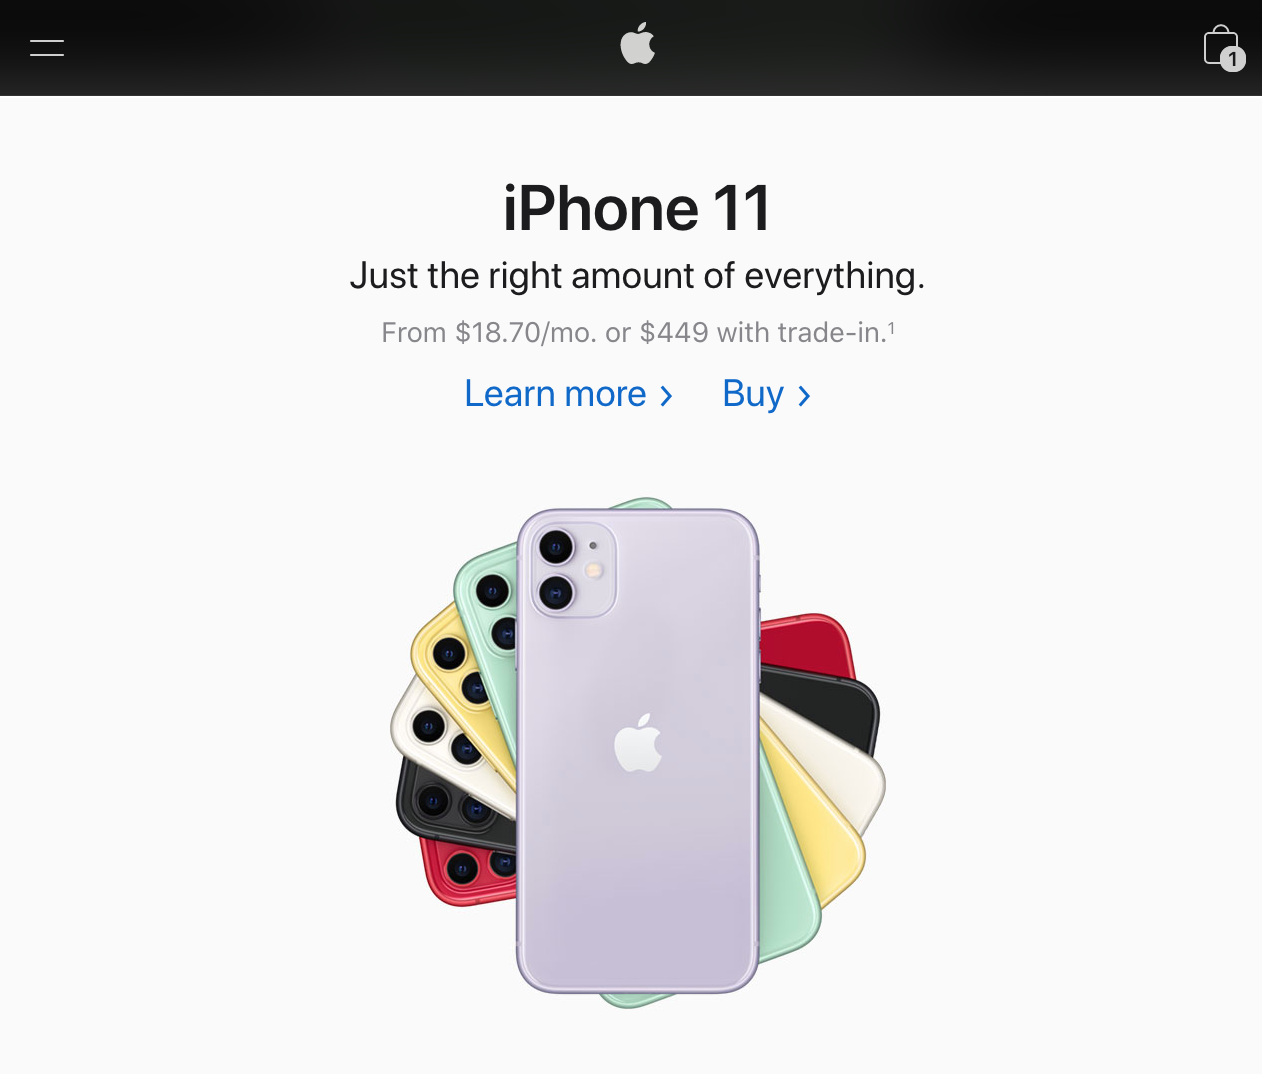 1
iPhone 11
Just the right amount of everything.
From $18.70/mo. or $449 with trade-in.¹
Learn more › Buy ›